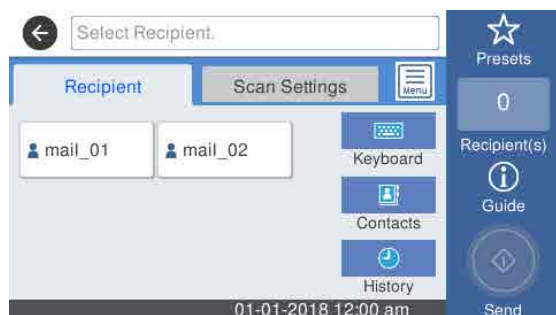 Select Recipient.
Presets
Recipient
Scan Settings
Menu
0
Recipient(s)
mail_01
mail_02
Keyboard
Guide
Contacts
History
01-01-2018 12:00 am
Send